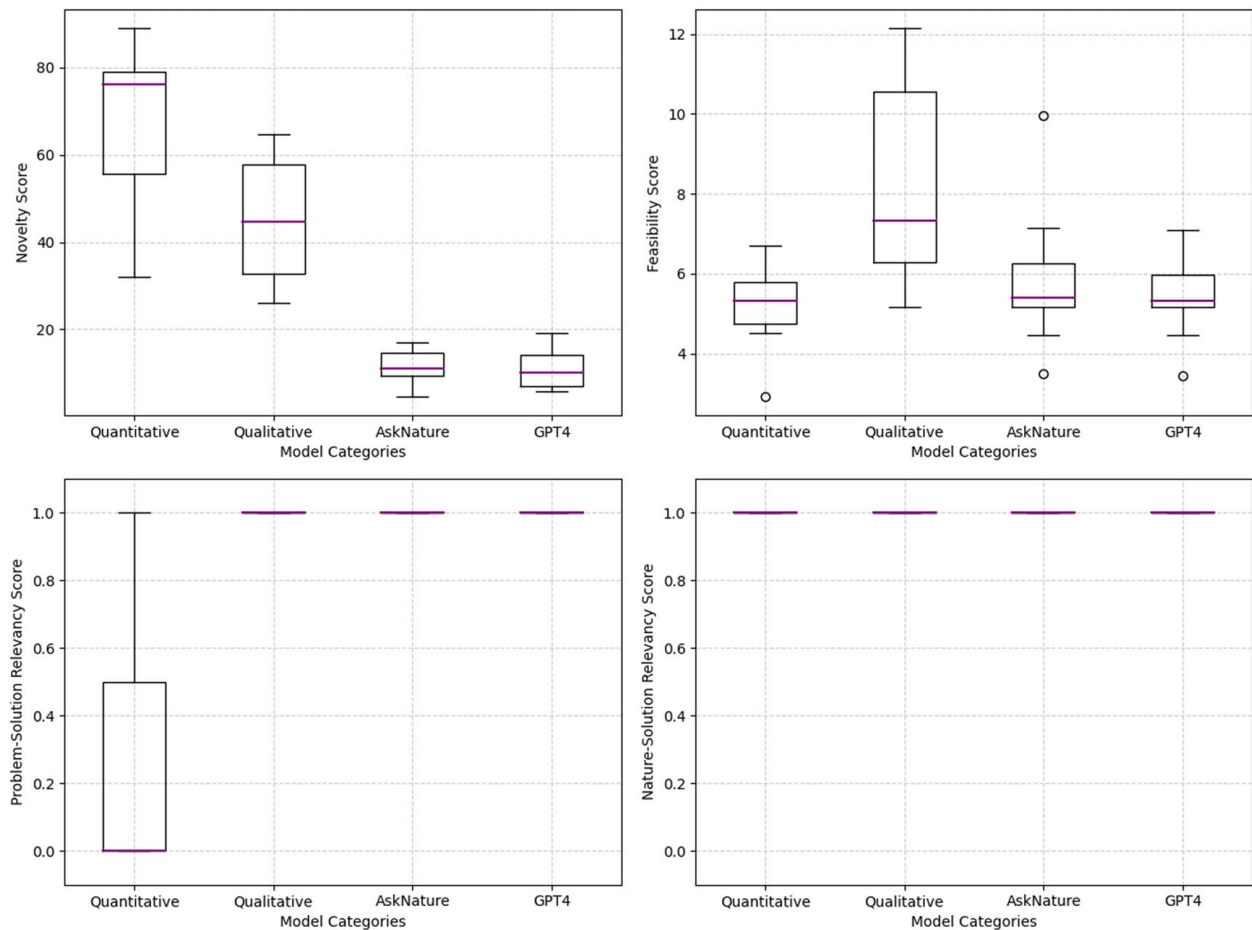 Novelty Score
80
60
40
20
Quantitative Qualitative AskNature GPT4
Model Categories
Feasibility Score
12
10
8
6
4
Quantitative Qualitative AskNature GPT4
Model Categories
Problem-Solution Relevancy Score
1.0
0.8
0.6
0.4
0.2
0.0
Quantitative Qualitative AskNature GPT4
Model Categories
Nature-Solution Relevancy Score
1.0
0.8
0.6
0.4
0.2
0.0
Quantitative Qualitative AskNature GPT4
Model Categories